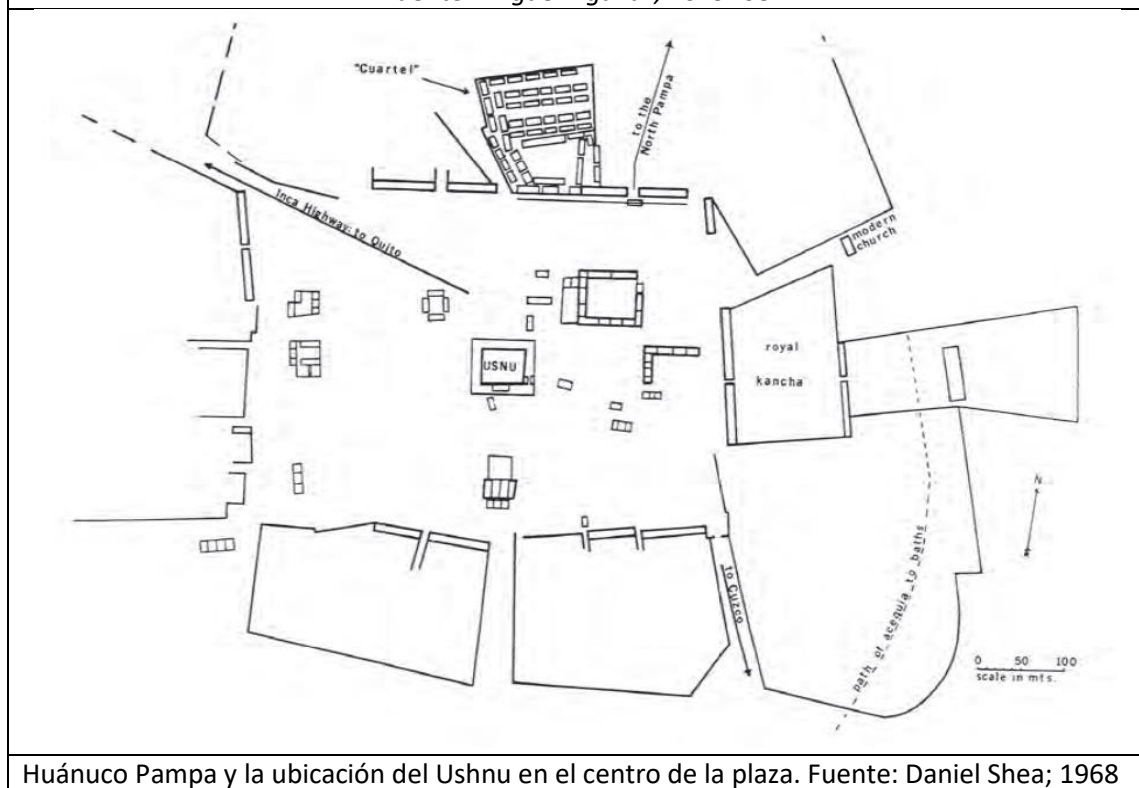 "Cuartel"
to the
North Pampa
Inca Highway to Quito
modern
church
USNU
royal
kancha
N
to Cuzco
path of acequia to baths
0 50 100
scale in mts.
Huánuco Pampa y la ubicación del Ushnu en el centro de la plaza. Fuente: Daniel Shea; 1968